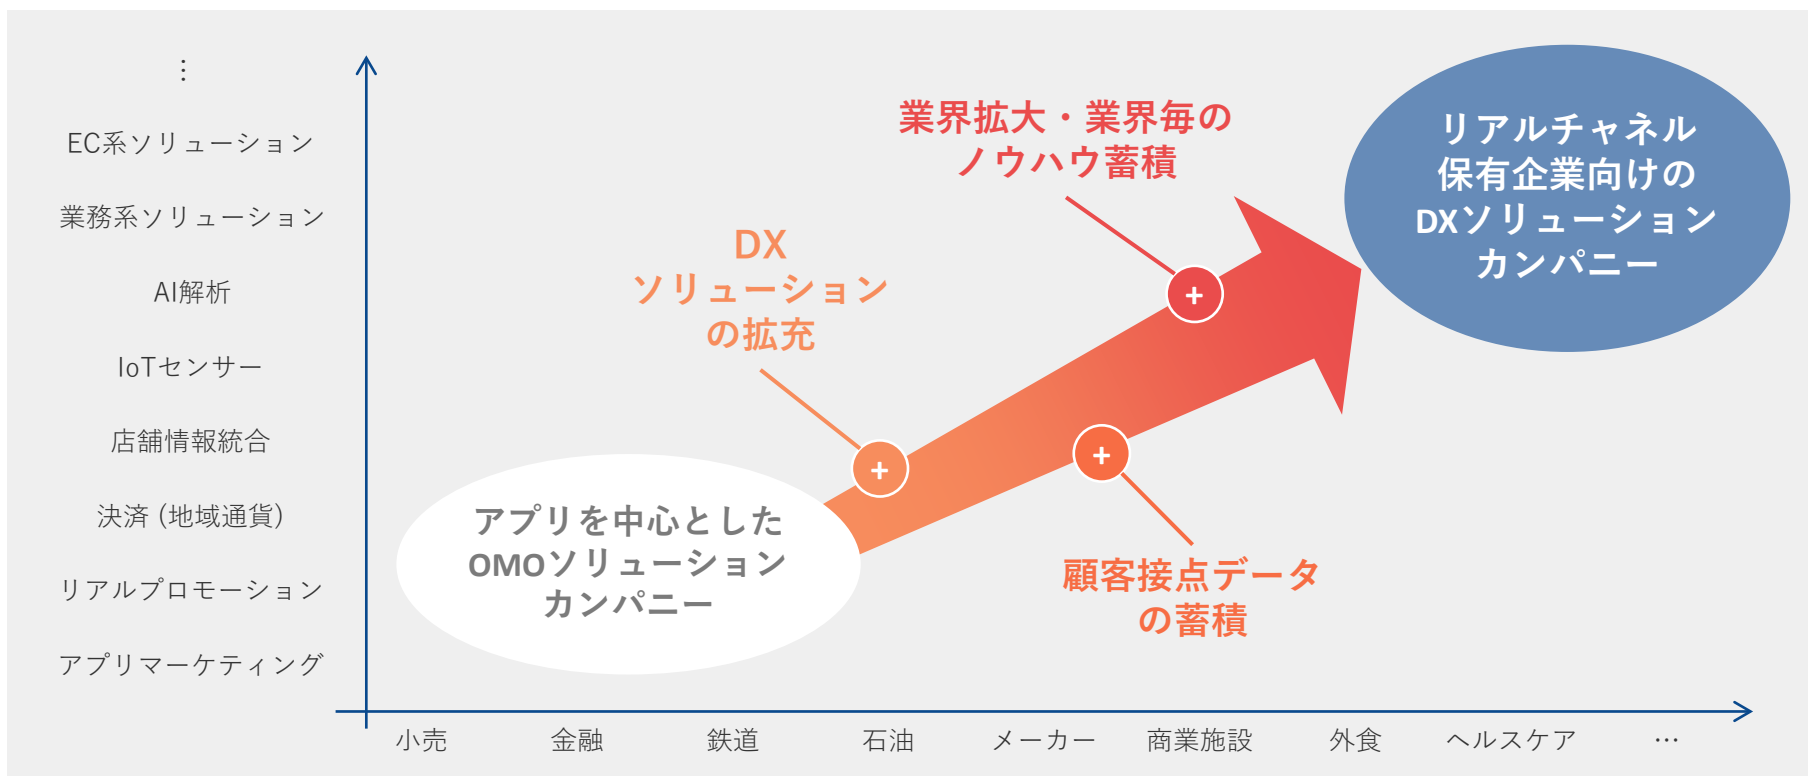 ⋮
EC系ソリューション
業務系ソリューション
AI解析
IoTセンサー
店舗情報統合
決済 (地域通貨)
リアルプロモーション
アプリマーケティング
業界拡大・業界毎の
ノウハウ蓄積
DX
ソリューション
の拡充
+
+
+
顧客接点データ
の蓄積
アプリを中心とした
OMOソリューション
カンパニー
リアルチャネル
保有企業向けの
DXソリューション
カンパニー
小売 金融 鉄道 石油 メーカー 商業施設 外食 ヘルスケア …